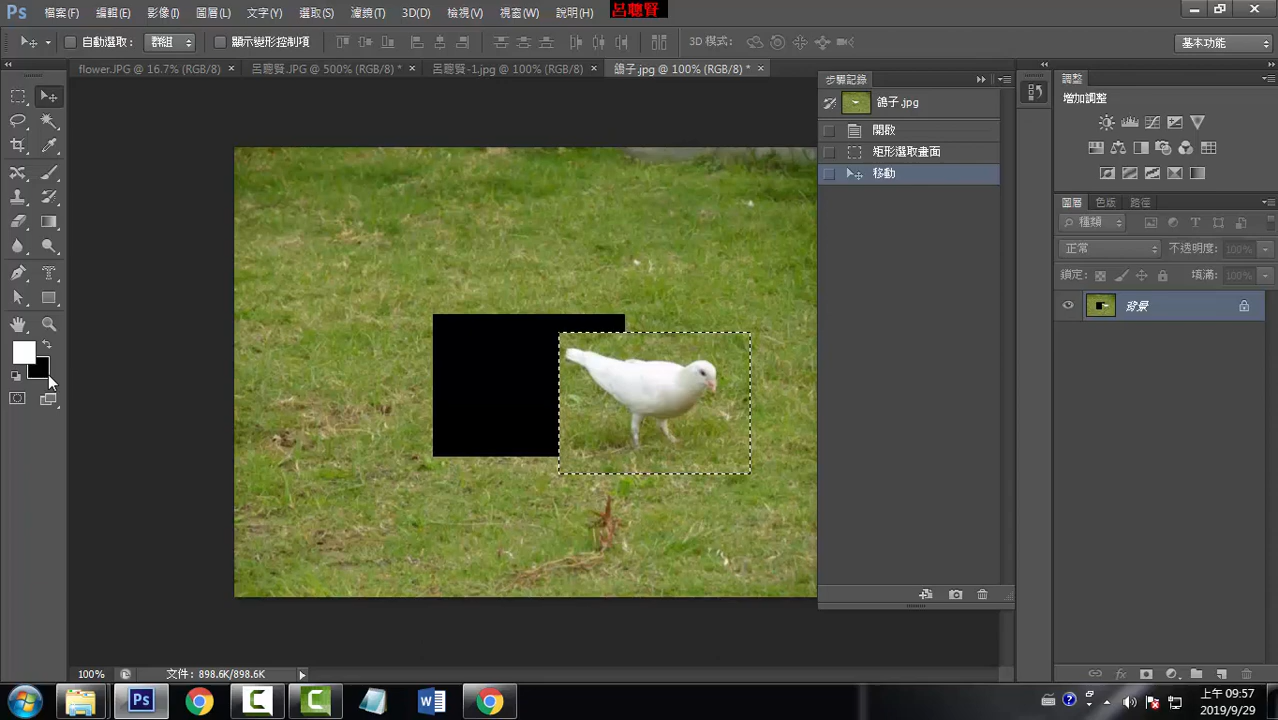 Ps 檔案(F) 編輯(E) 影像(I) 圖層(L) 文字(Y) 選取(S) 濾鏡(T) 3D(D) 檢視(V) 視窗(W) 說明(H) 呂聰賢
自動選取: 群組 顯示變形控制項 3D 模式: 基本功能
flower.JPG @ 16.7% (RGB/8) × 呂聰賢.JPG @ 500% (RGB/8) * × 呂聰賢-1.jpg @ 100% (RGB/8) × 鴿子.jpg @ 100% (RGB/8) * ×
步驟記錄
鴿子.jpg
開啟
矩形選取畫面
移動
調整
增加調整
圖層 色版 路徑
種類
正常 不透明度: 100%
鎖定: 填滿: 100%
背景
100% 文件: 898.6K/898.6K
上午 09:57
2019/9/29